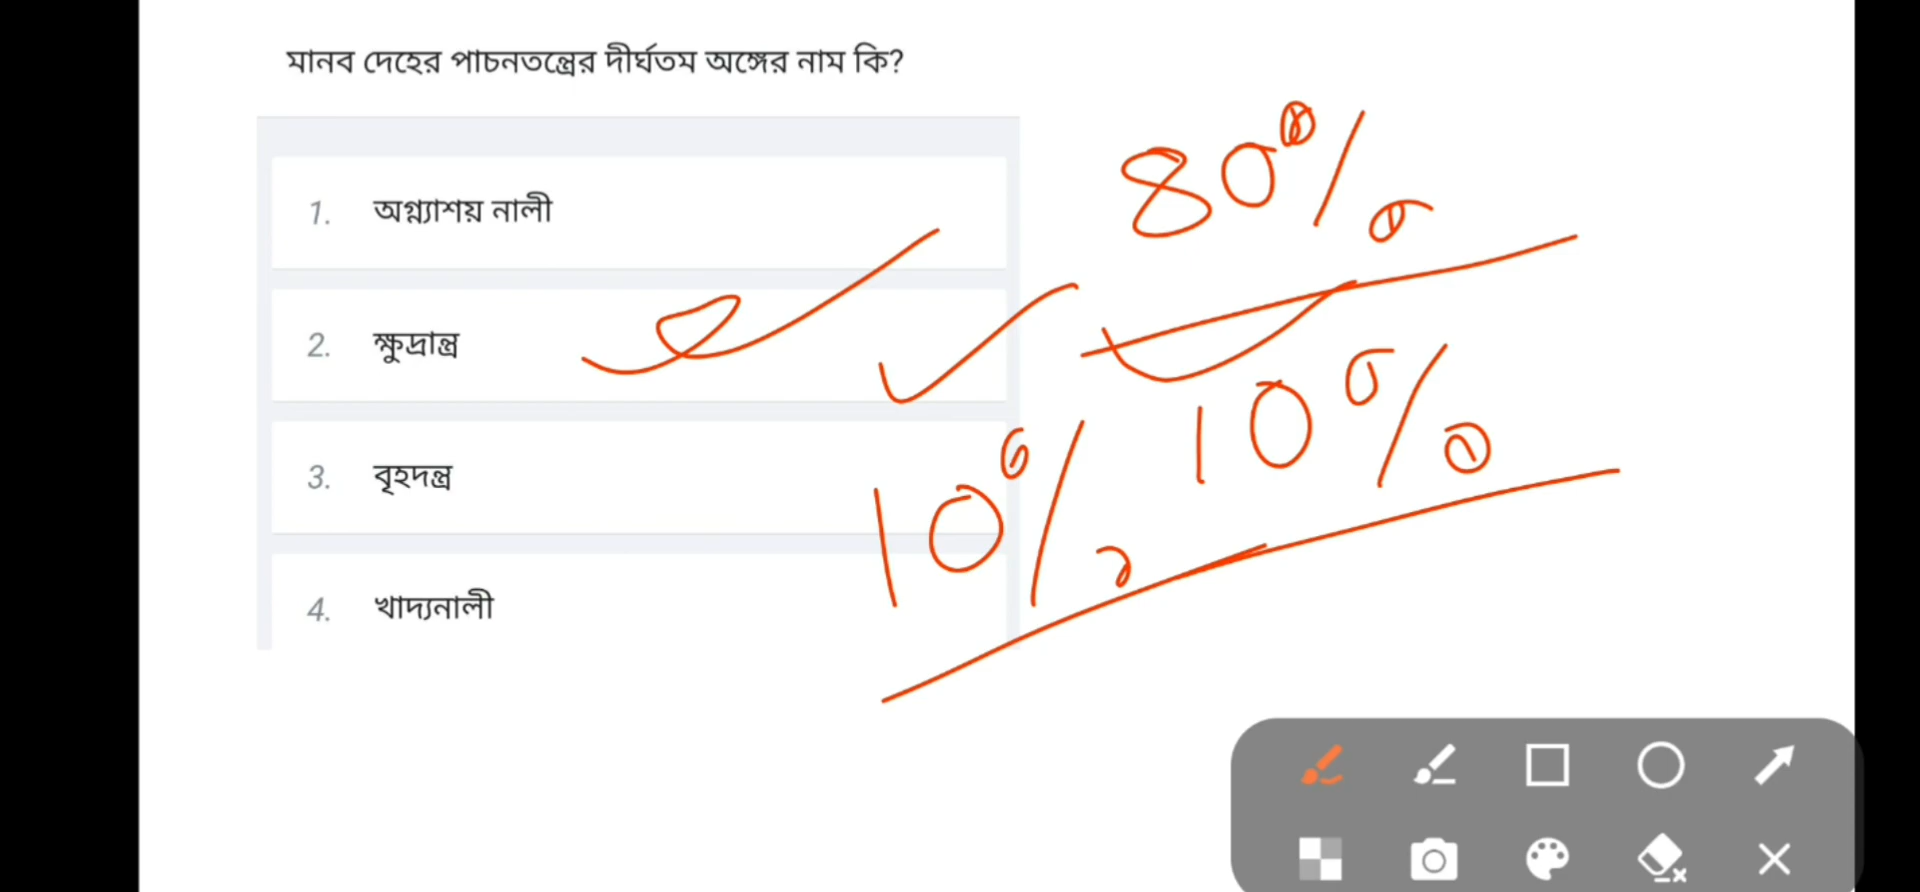 মানব দেহের পাচনতন্ত্রের দীর্ঘতম অঙ্গের নাম কি?
1. অগ্ন্যাশয় নালী
80%
2. ক্ষুদ্রান্ত্র
10%
3. বৃহদন্ত্র
10%
4. খাদ্যনালী